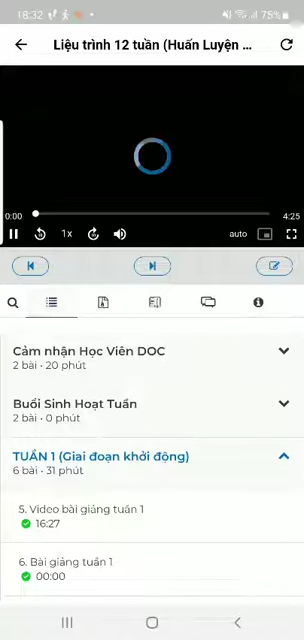 18:32
75%
Liệu trình 12 tuần (Huấn Luyện ...
0:00
4:25
1x
auto
Cảm nhận Học Viên DOC
2 bài • 20 phút
Buổi Sinh Hoạt Tuần
2 bài • 0 phút
TUẦN 1 (Giai đoạn khởi động)
6 bài • 31 phút
5. Video bài giảng tuần 1
16:27
6. Bài giảng tuần 1
00:00